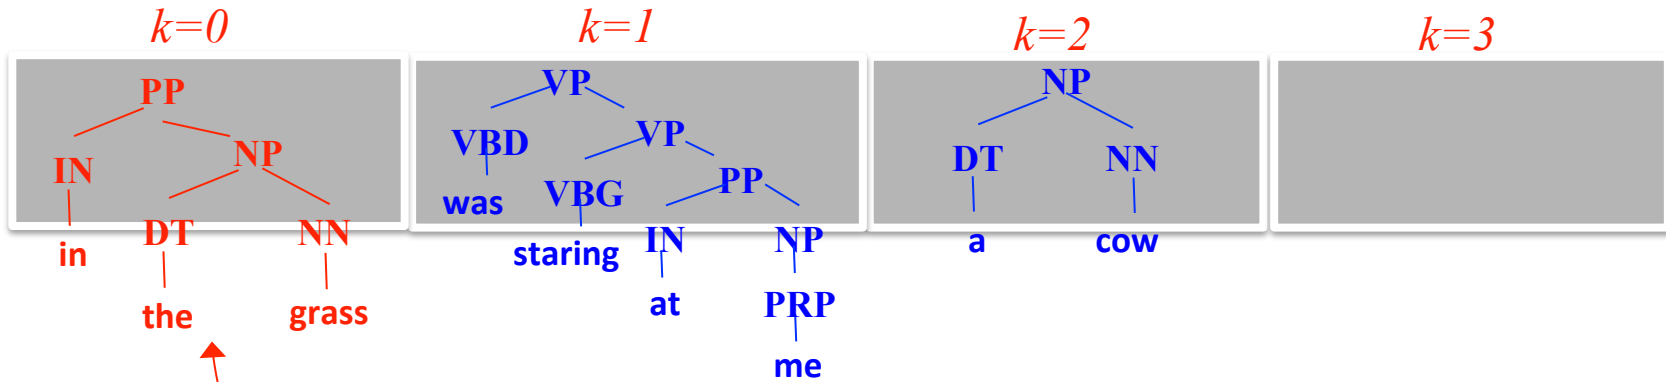 k=0 k=1 k=2 k=3
PP VP NP
IN NP VBD VP DT NN
was VBG PP
in DT NN staring IN NP a cow
the grass at PRP
me